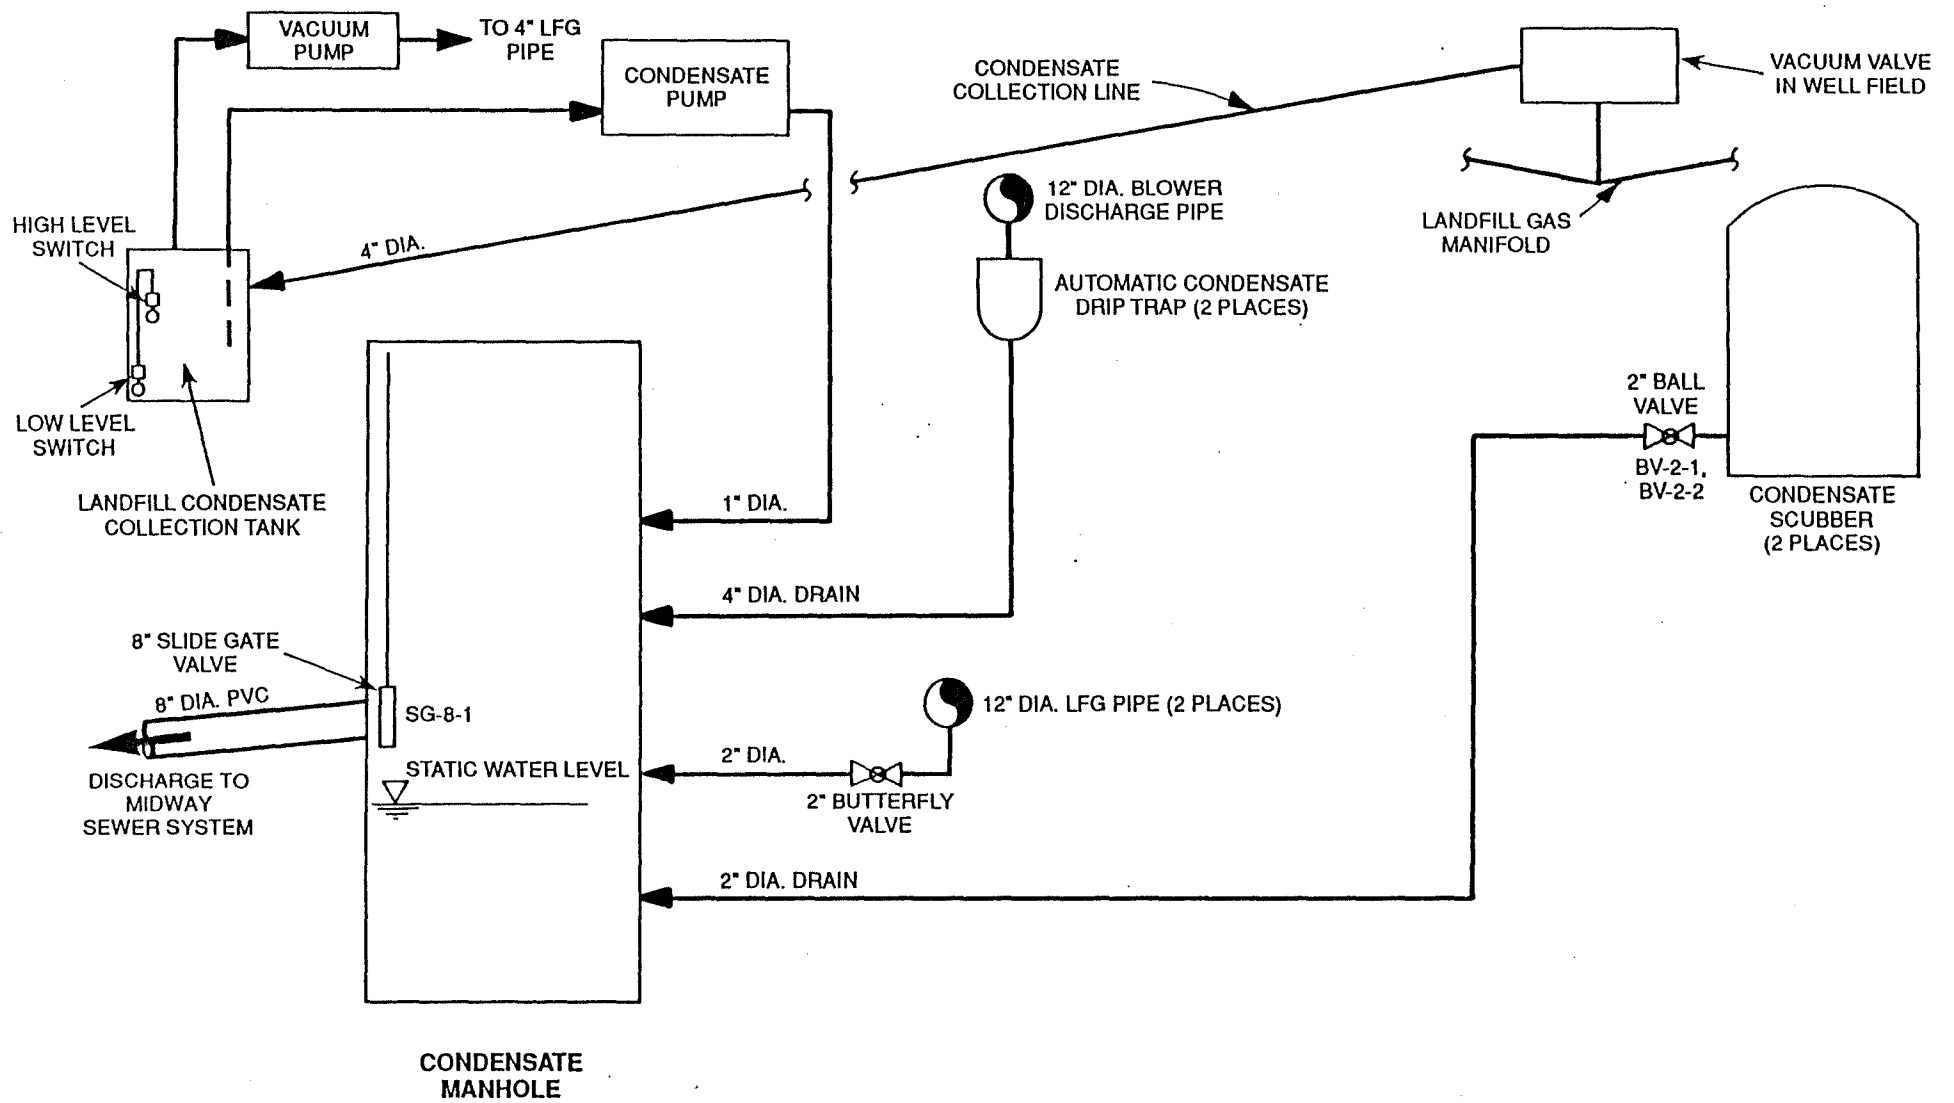 VACUUM
PUMP
TO 4" LFG
PIPE
CONDENSATE
PUMP
CONDENSATE
COLLECTION LINE
VACUUM VALVE
IN WELL FIELD
12" DIA. BLOWER
DISCHARGE PIPE
LANDFILL GAS
MANIFOLD
HIGH LEVEL
SWITCH
4" DIA.
AUTOMATIC CONDENSATE
DRIP TRAP (2 PLACES)
LOW LEVEL
SWITCH
2" BALL
VALVE
BV-2-1,
BV-2-2
CONDENSATE
SCUBBER
(2 PLACES)
LANDFILL CONDENSATE
COLLECTION TANK
1" DIA.
4" DIA. DRAIN
8" SLIDE GATE
VALVE
8" DIA. PVC
SG-8-1
12" DIA. LFG PIPE (2 PLACES)
STATIC WATER LEVEL
2" DIA.
2" BUTTERFLY
VALVE
DISCHARGE TO
MIDWAY
SEWER SYSTEM
2" DIA. DRAIN
CONDENSATE
MANHOLE